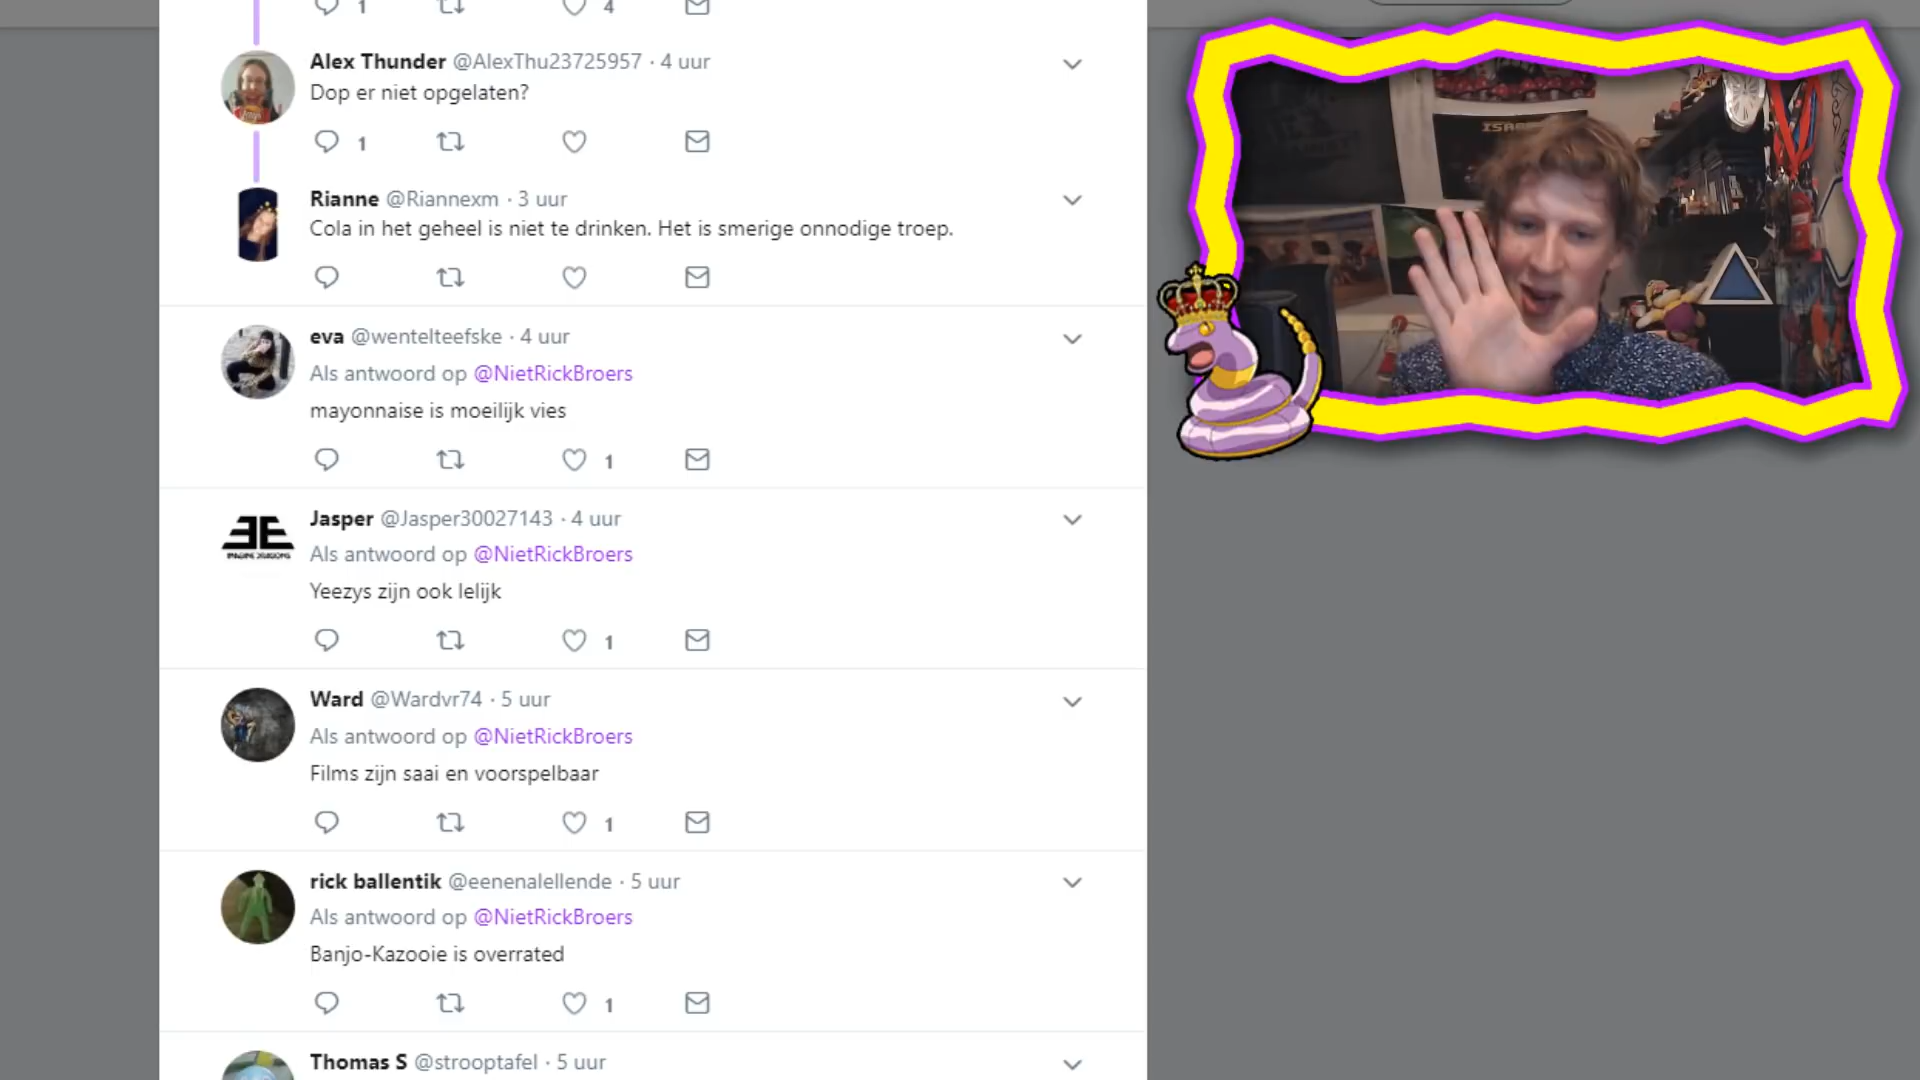 1 4
Alex Thunder @AlexThu23725957 · 4 uur
Dop er niet opgelaten?
1
Rianne @Riannexm · 3 uur
Cola in het geheel is niet te drinken. Het is smerige onnodige troep.
eva @wentelteefske · 4 uur
Als antwoord op @NietRickBroers
mayonnaise is moeilijk vies
1
Jasper @Jasper30027143 · 4 uur
IMAGINE DRAGONS
Als antwoord op @NietRickBroers
Yeezys zijn ook lelijk
1
Ward @Wardvr74 · 5 uur
Als antwoord op @NietRickBroers
Films zijn saai en voorspelbaar
1
rick ballentik @eenenalellende · 5 uur
Als antwoord op @NietRickBroers
Banjo-Kazooie is overrated
1
Thomas S @strooptafel · 5 uur